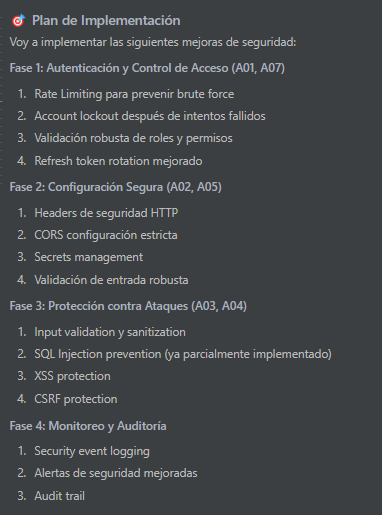 🎯 Plan de Implementación
Voy a implementar las siguientes mejoras de seguridad:
Fase 1: Autenticación y Control de Acceso (A01, A07)
1. Rate Limiting para prevenir brute force
2. Account lockout después de intentos fallidos
3. Validación robusta de roles y permisos
4. Refresh token rotation mejorado
Fase 2: Configuración Segura (A02, A05)
1. Headers de seguridad HTTP
2. CORS configuración estricta
3. Secrets management
4. Validación de entrada robusta
Fase 3: Protección contra Ataques (A03, A04)
1. Input validation y sanitization
2. SQL Injection prevention (ya parcialmente implementado)
3. XSS protection
4. CSRF protection
Fase 4: Monitoreo y Auditoría
1. Security event logging
2. Alertas de seguridad mejoradas
3. Audit trail